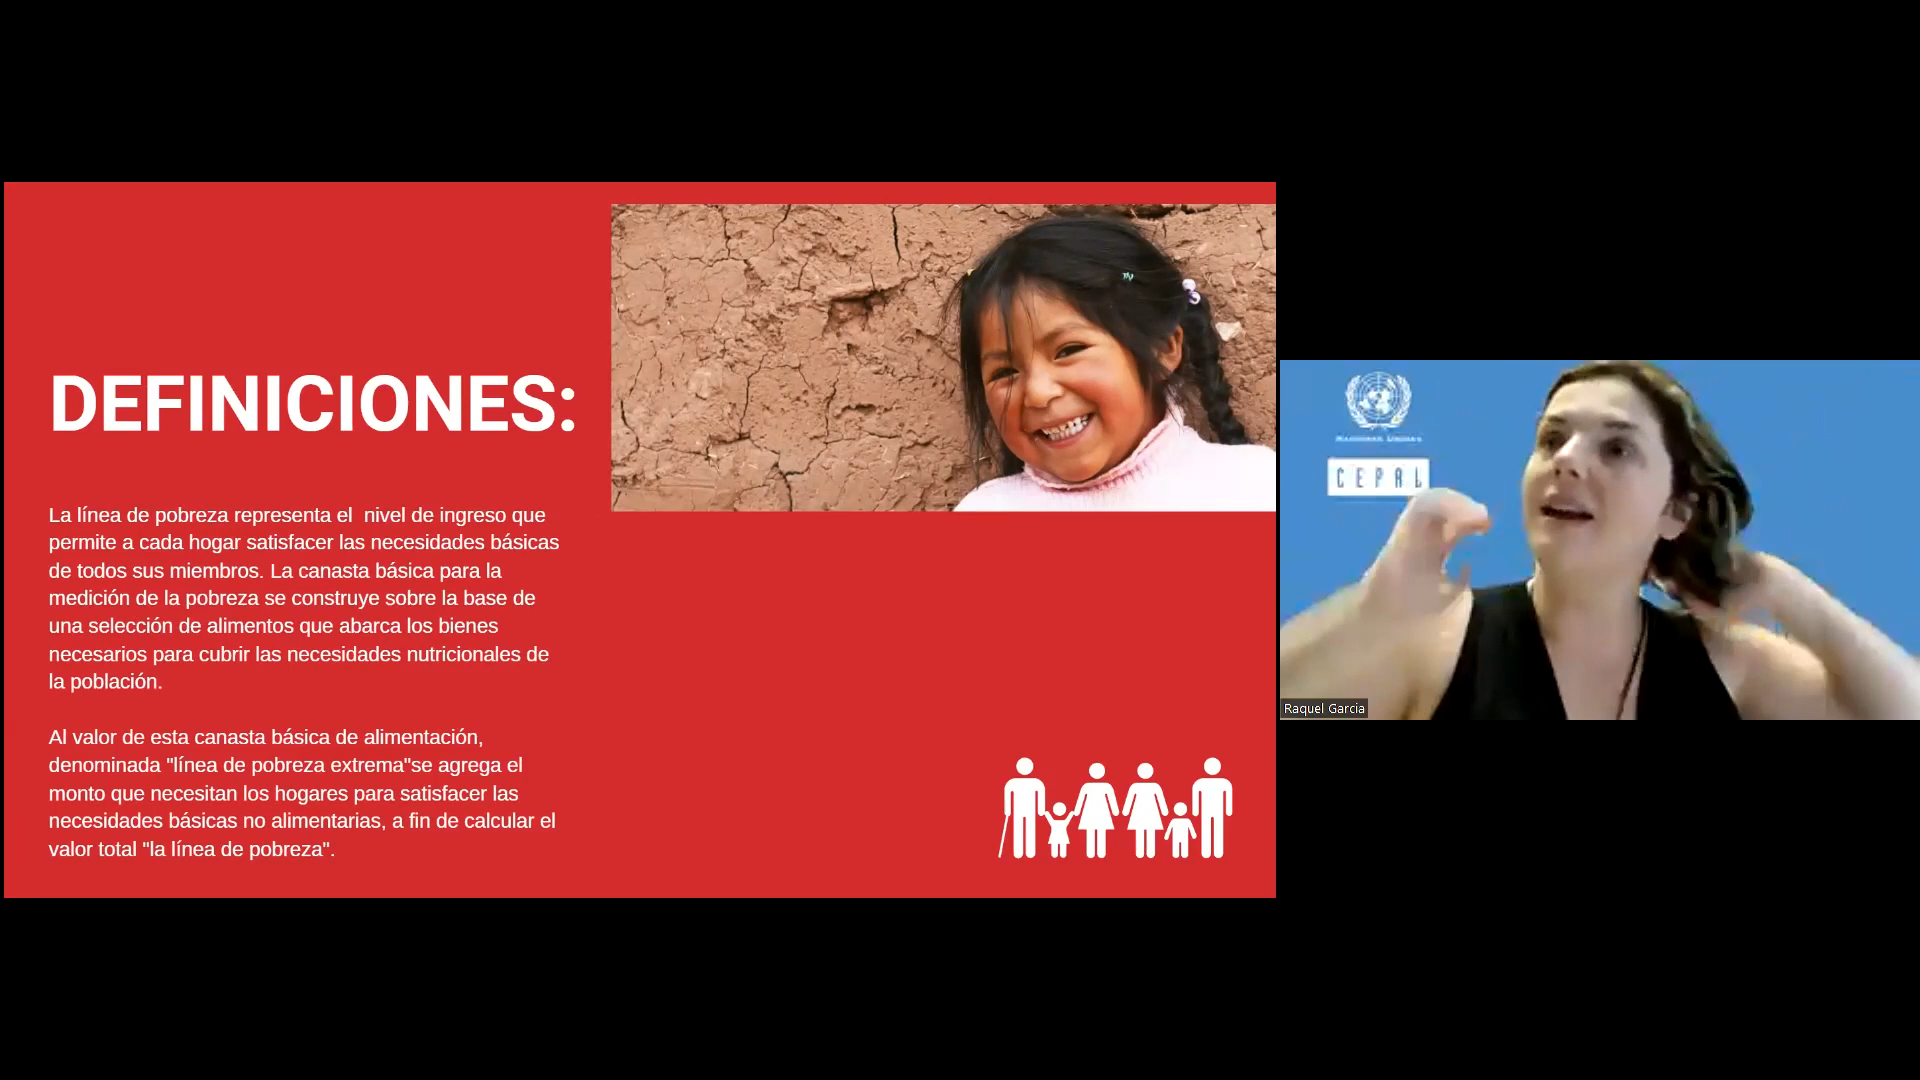 DEFINICIONES:
La línea de pobreza representa el  nivel de ingreso que
permite a cada hogar satisfacer las necesidades básicas
de todos sus miembros. La canasta básica para la
medición de la pobreza se construye sobre la base de
una selección de alimentos que abarca los bienes
necesarios para cubrir las necesidades nutricionales de
la población.
Al valor de esta canasta básica de alimentación,
denominada "línea de pobreza extrema"se agrega el
monto que necesitan los hogares para satisfacer las
necesidades básicas no alimentarias, a fin de calcular el
valor total "la línea de pobreza".
NACIONES UNIDAS
CEPAL
Raquel Garcia